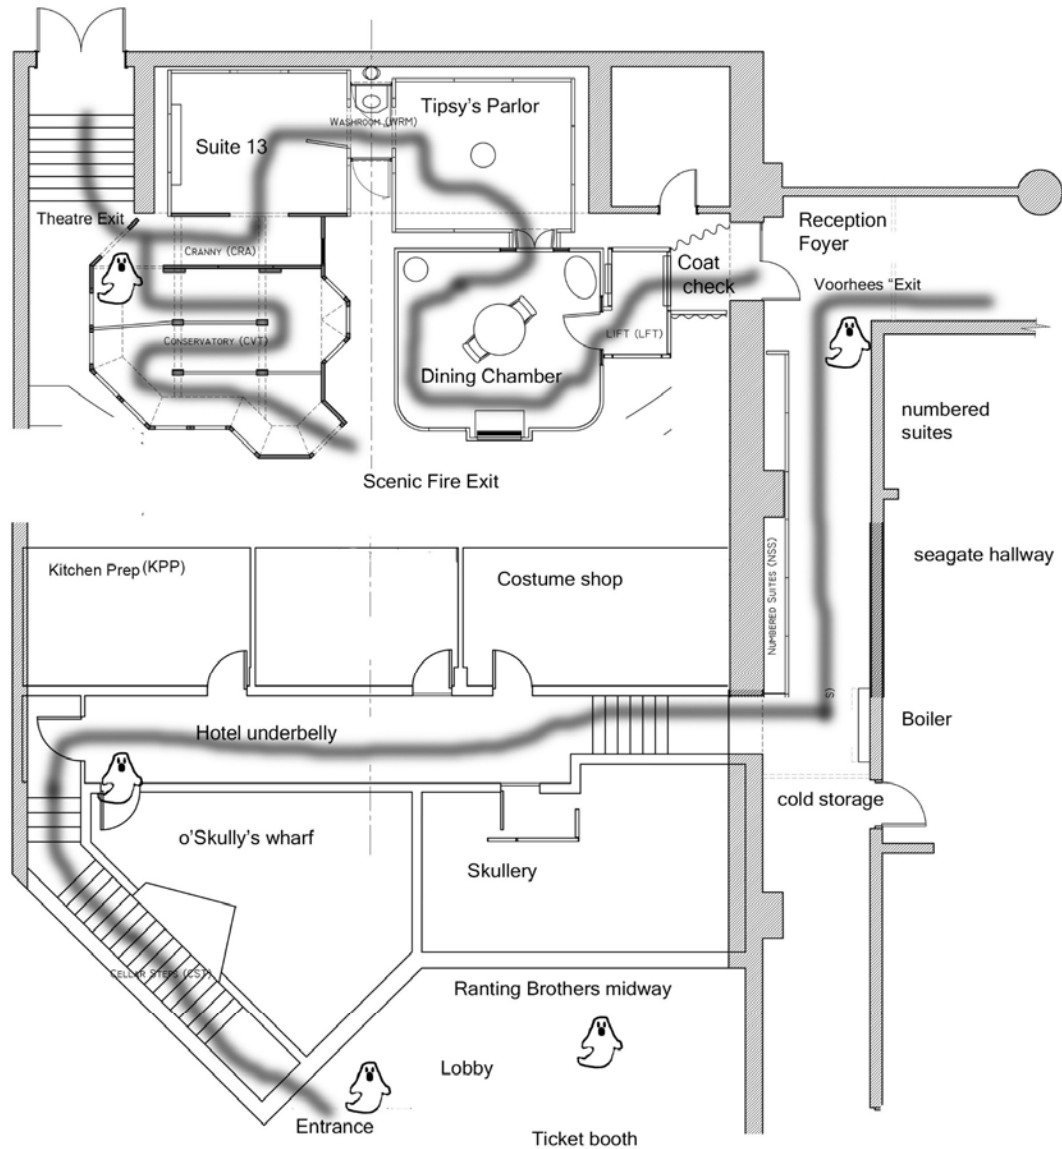 Tipsy's Parlor
WASHROOM (WRM)
Suite 13
Theatre Exit
CRANNY (CRA)
Reception
Foyer
Coat
check
Voorhees "Exit
CONSERVATORY (CVT)
LIFT (LFT)
Dining Chamber
numbered
suites
Scenic Fire Exit
Kitchen Prep (KPP)
Costume shop
NUMBERED SUITES (NSS)
seagate hallway
S)
Hotel underbelly
Boiler
cold storage
o'Skully's wharf
Skullery
CELLAR STEPS (CST)
Ranting Brothers midway
Lobby
Entrance
Ticket booth